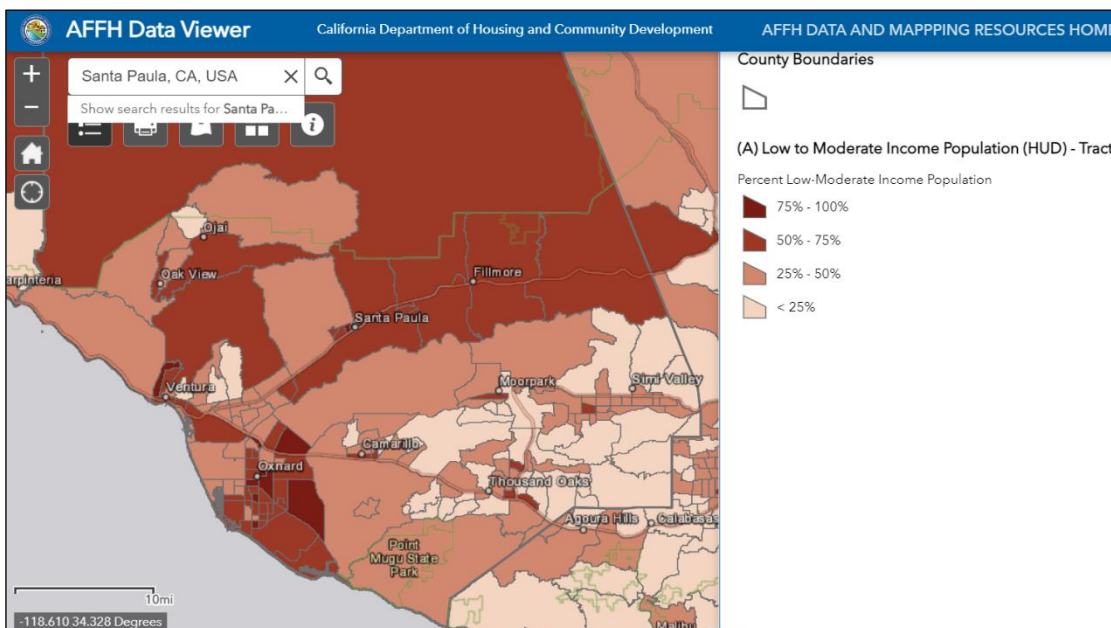 AFFH Data Viewer
California Department of Housing and Community Development
AFFH DATA AND MAPPPING RESOURCES HOME
Santa Paula, CA, USA
Show search results for Santa Pa...
County Boundaries
(A) Low to Moderate Income Population (HUD) - Tract
Percent Low-Moderate Income Population
75% - 100%
50% - 75%
25% - 50%
< 25%
Ojai
Oak View
arpinteria
Fillmore
Santa Paula
Ventura
Moorpark
Simi Valley
Camarillo
Oxnard
Thousand Oaks
Agoura Hills
Calabasas
Point
Mugu State
Park
Malibu
10mi
-118.610 34.328 Degrees